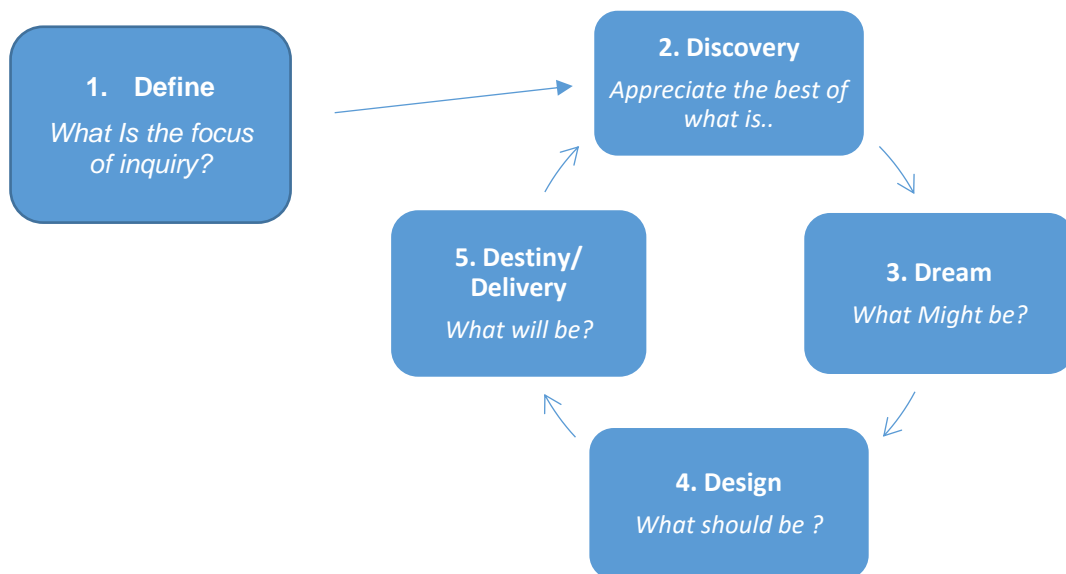 1. Define
What Is the focus
of inquiry?
2. Discovery
Appreciate the best of
what is..
3. Dream
What Might be?
4. Design
What should be ?
5. Destiny/
Delivery
What will be?